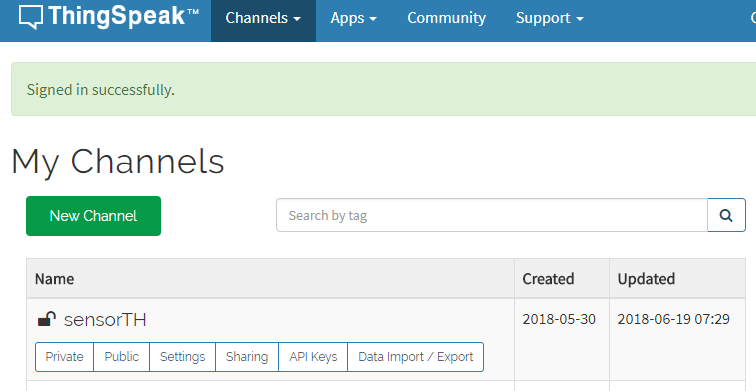 ThingSpeak™ Channels Apps Community Support
Signed in successfully.
My Channels
New Channel Search by tag
Name Created Updated
sensorTH 2018-05-30 2018-06-19 07:29
Private Public Settings Sharing API Keys Data Import / Export